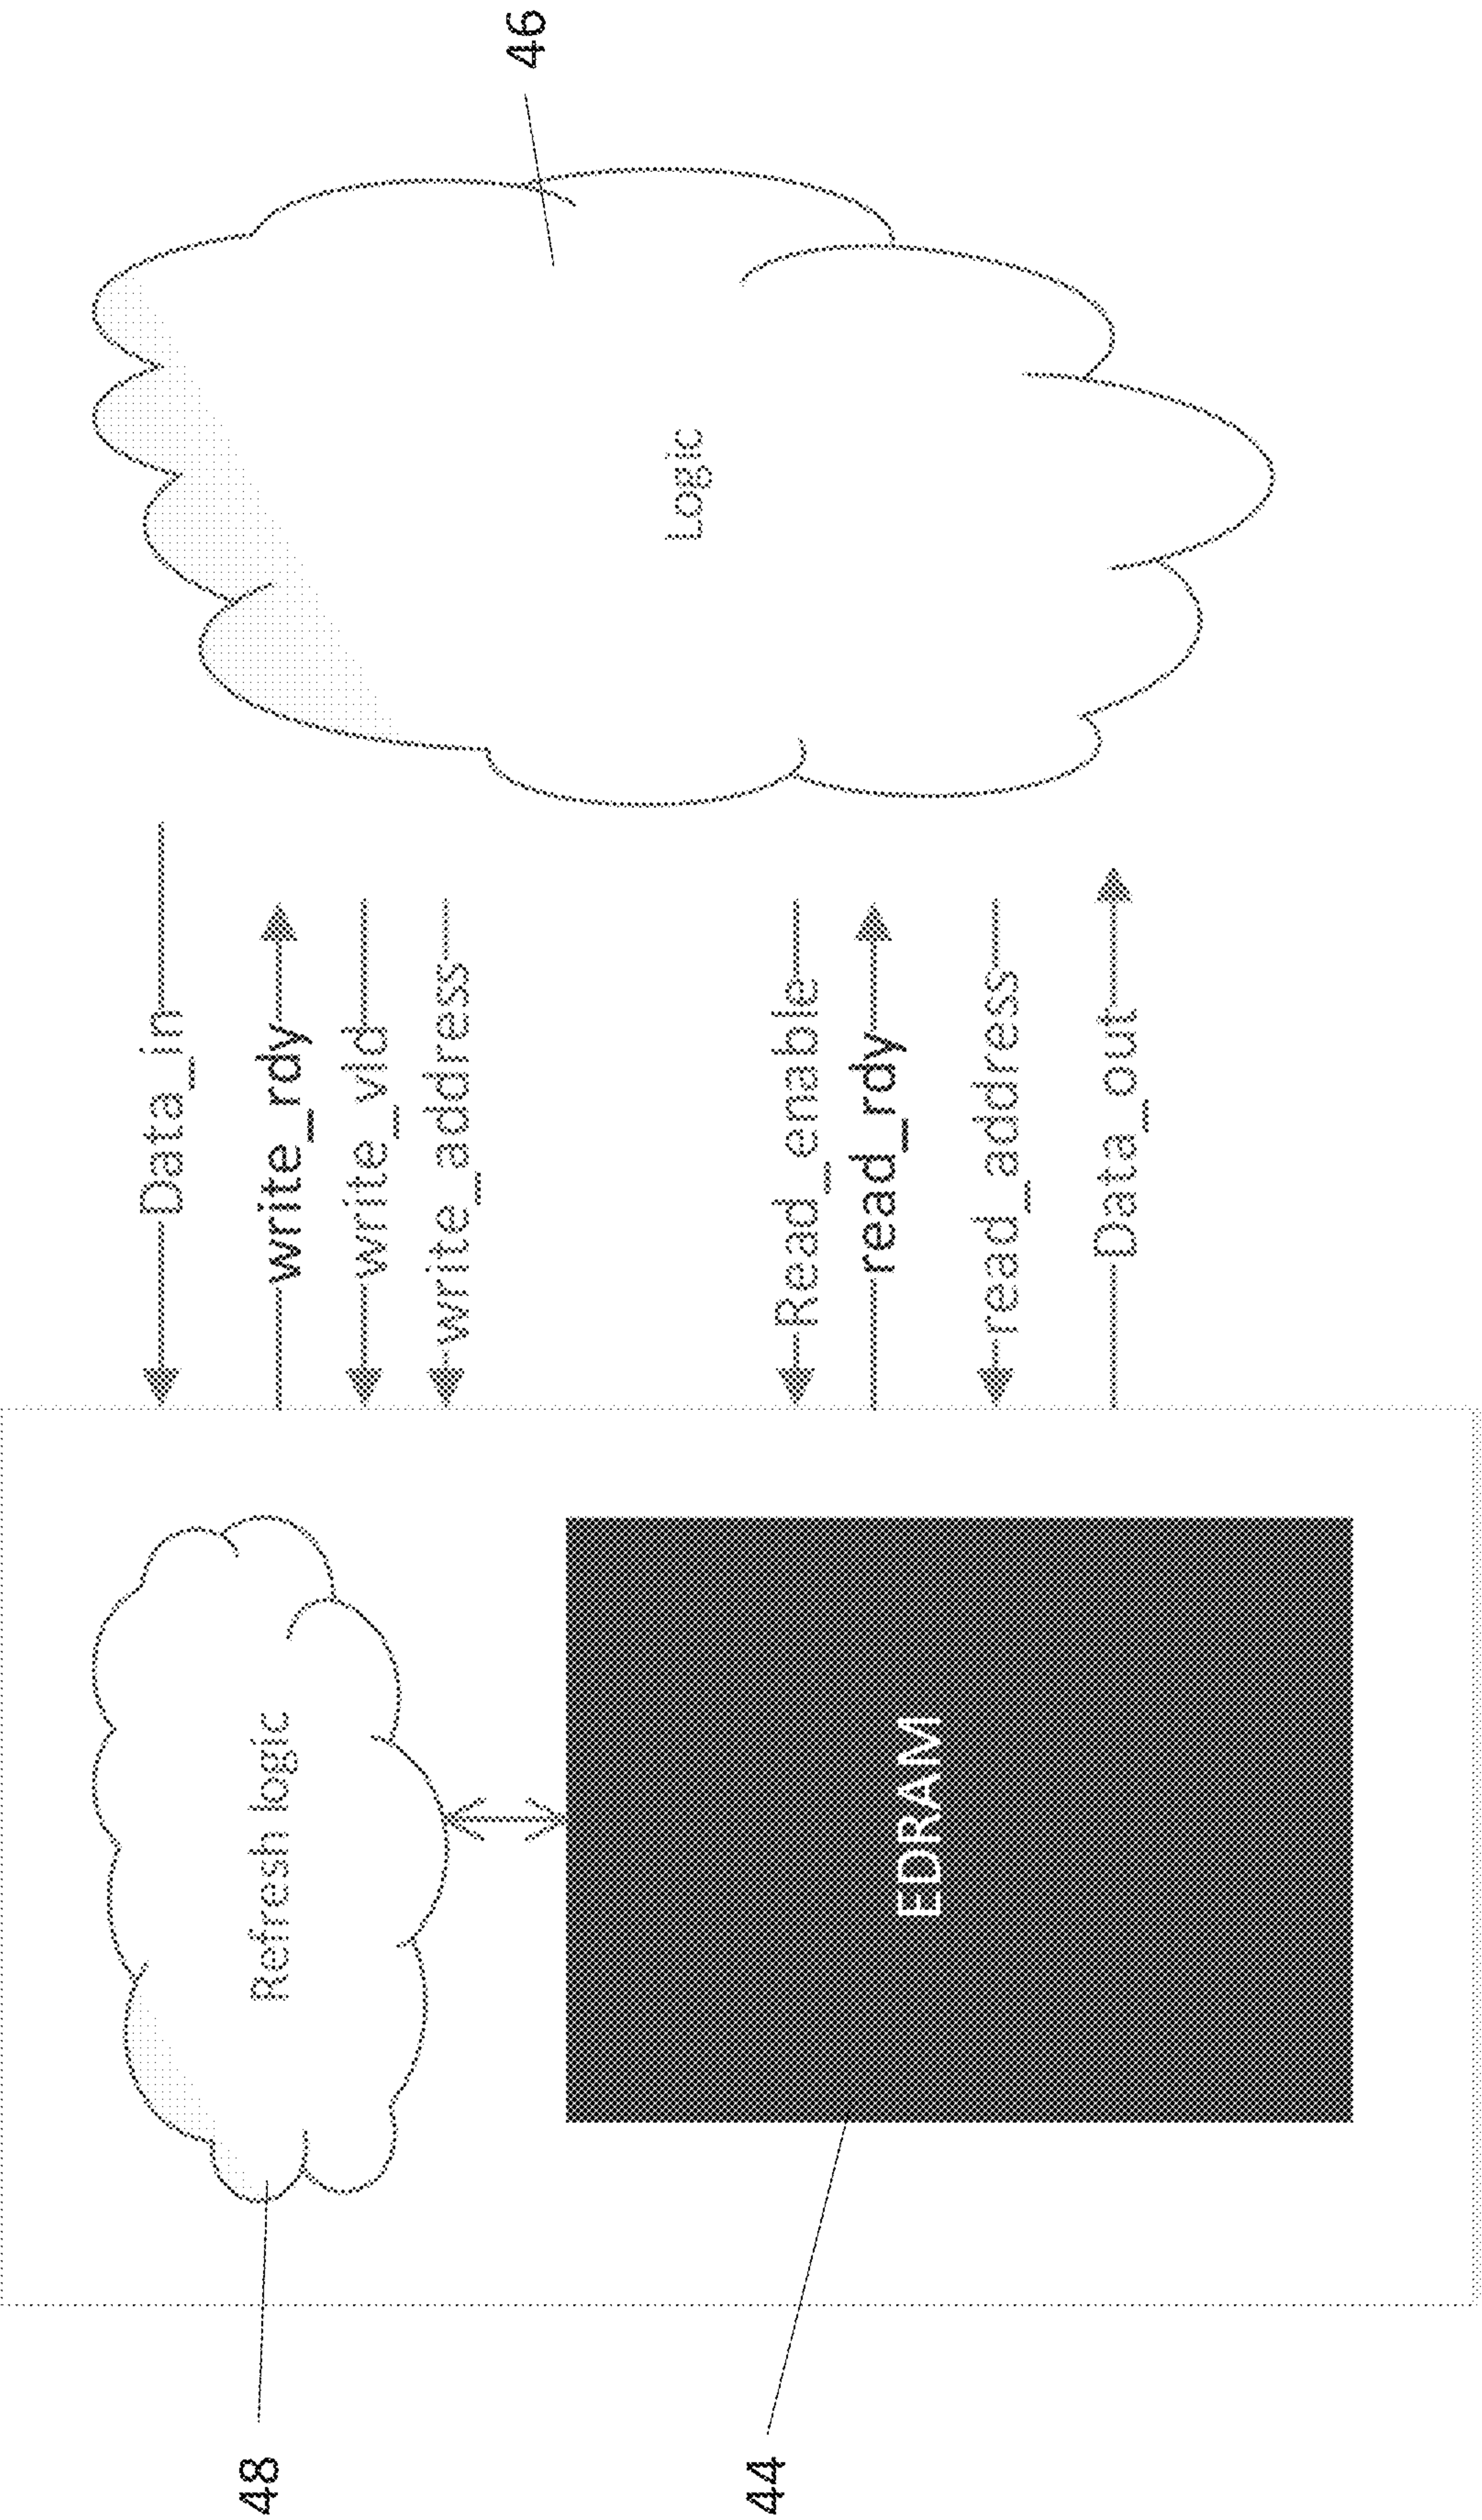 48
Refresh logic
44
EDRAM
Data_in
write_rdy
write_vld
write_address
Read_enable
read_rdy
read_address
Data_out
Logic
46